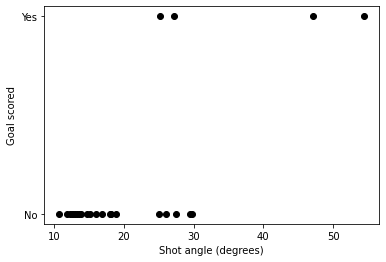 Yes
Goal scored
No
10 20 30 40 50
Shot angle (degrees)